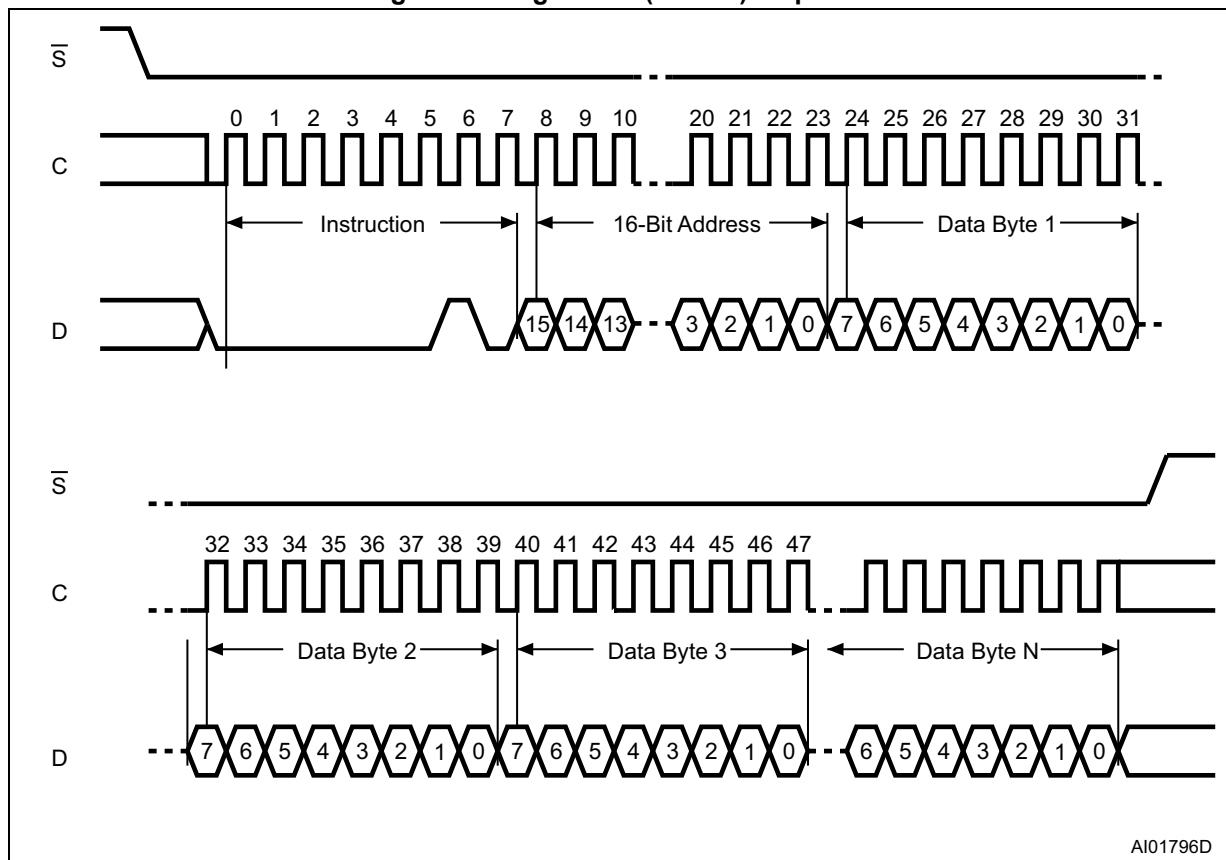 S̅
0 1 2 3 4 5 6 7 8 9 10 20 21 22 23 24 25 26 27 28 29 30 31
C
Instruction 16-Bit Address Data Byte 1
D 15 14 13 3 2 1 0 7 6 5 4 3 2 1 0
S̅
32 33 34 35 36 37 38 39 40 41 42 43 44 45 46 47
C
Data Byte 2 Data Byte 3 Data Byte N
D 7 6 5 4 3 2 1 0 7 6 5 4 3 2 1 0 6 5 4 3 2 1 0
AI01796D